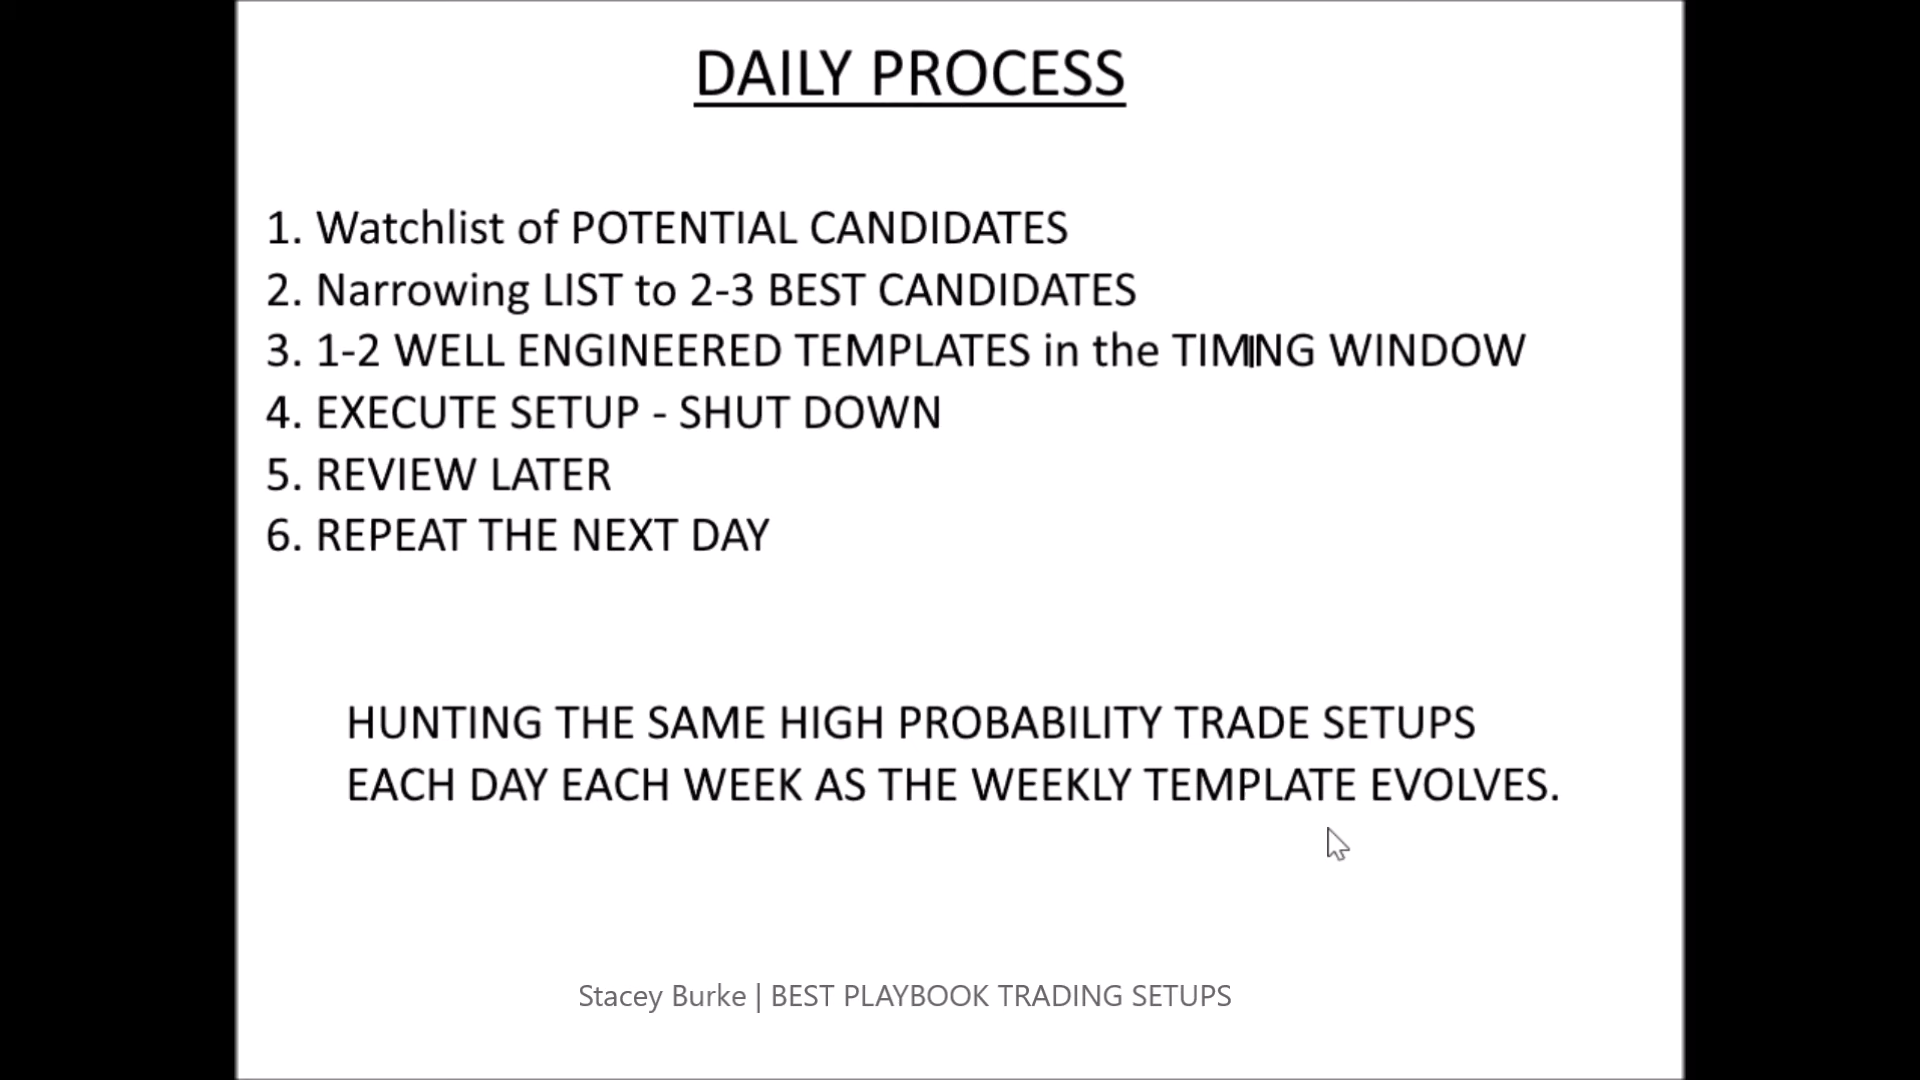 DAILY PROCESS
1. Watchlist of POTENTIAL CANDIDATES
2. Narrowing LIST to 2-3 BEST CANDIDATES
3. 1-2 WELL ENGINEERED TEMPLATES in the TIMING WINDOW
4. EXECUTE SETUP - SHUT DOWN
5. REVIEW LATER
6. REPEAT THE NEXT DAY
HUNTING THE SAME HIGH PROBABILITY TRADE SETUPS
EACH DAY EACH WEEK AS THE WEEKLY TEMPLATE EVOLVES.
Stacey Burke | BEST PLAYBOOK TRADING SETUPS